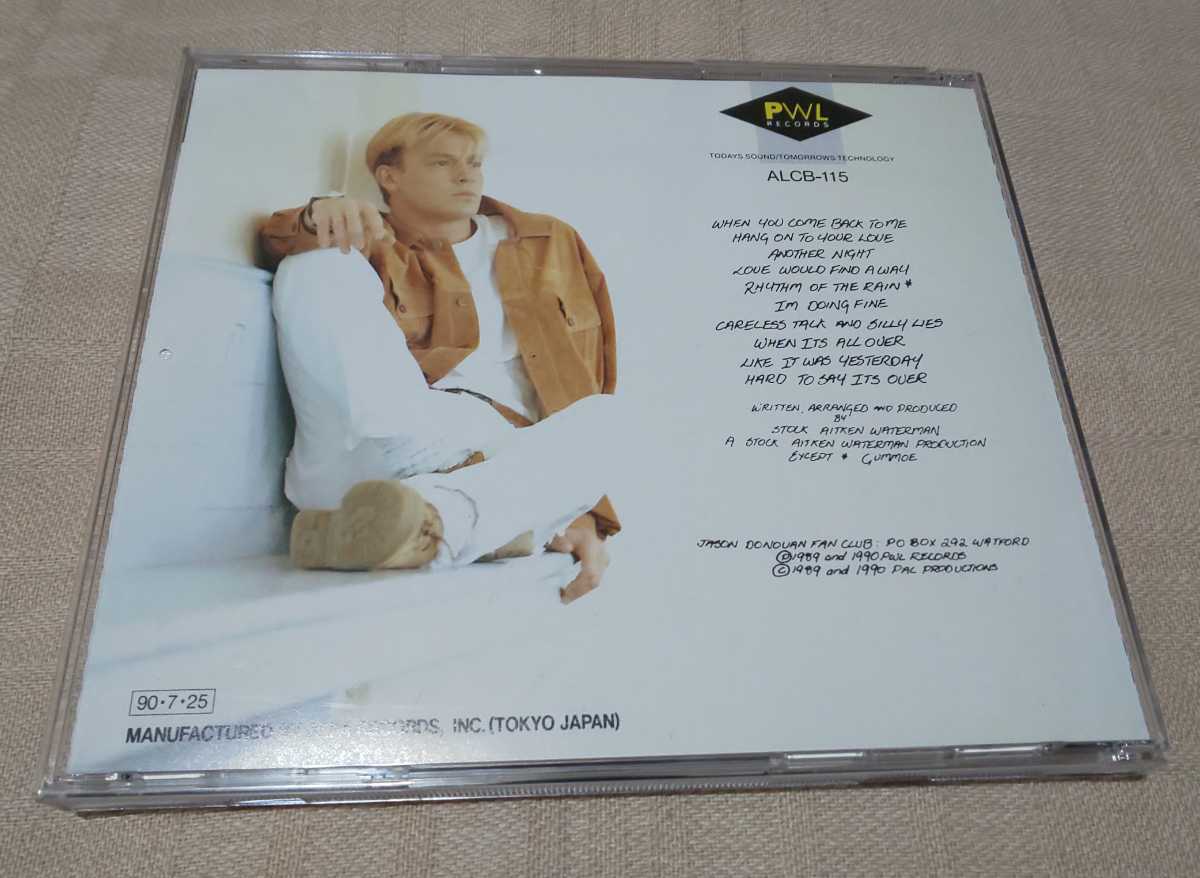 PWL
RECORDS
TODAYS SOUND/TOMORROWS TECHNOLOGY
ALCB-115
WHEN YOU COME BACK TO ME
HANG ON TO YOUR LOVE
ANOTHER NIGHT
LOVE WOULD FIND A WAY
RHYTHM OF THE RAIN *
IM DOING FINE
CARELESS TALK AND SILLY LIES
WHEN ITS ALL OVER
LIKE IT WAS YESTERDAY
HARD TO SAY ITS OVER
WRITTEN, ARRANGED AND PRODUCED
BY
STOCK AITKEN WATERMAN
A STOCK AITKEN WATERMAN PRODUCTION
EXCEPT * GUMMOE
JASON DONOVAN FAN CLUB: PO BOX 292 WATFORD
Ⓟ1989 and 1990 PWL RECORDS
©1989 and 1990 PAL PRODUCTIONS
90・7・25
MANUFACTURED RECORDS, INC. (TOKYO JAPAN)